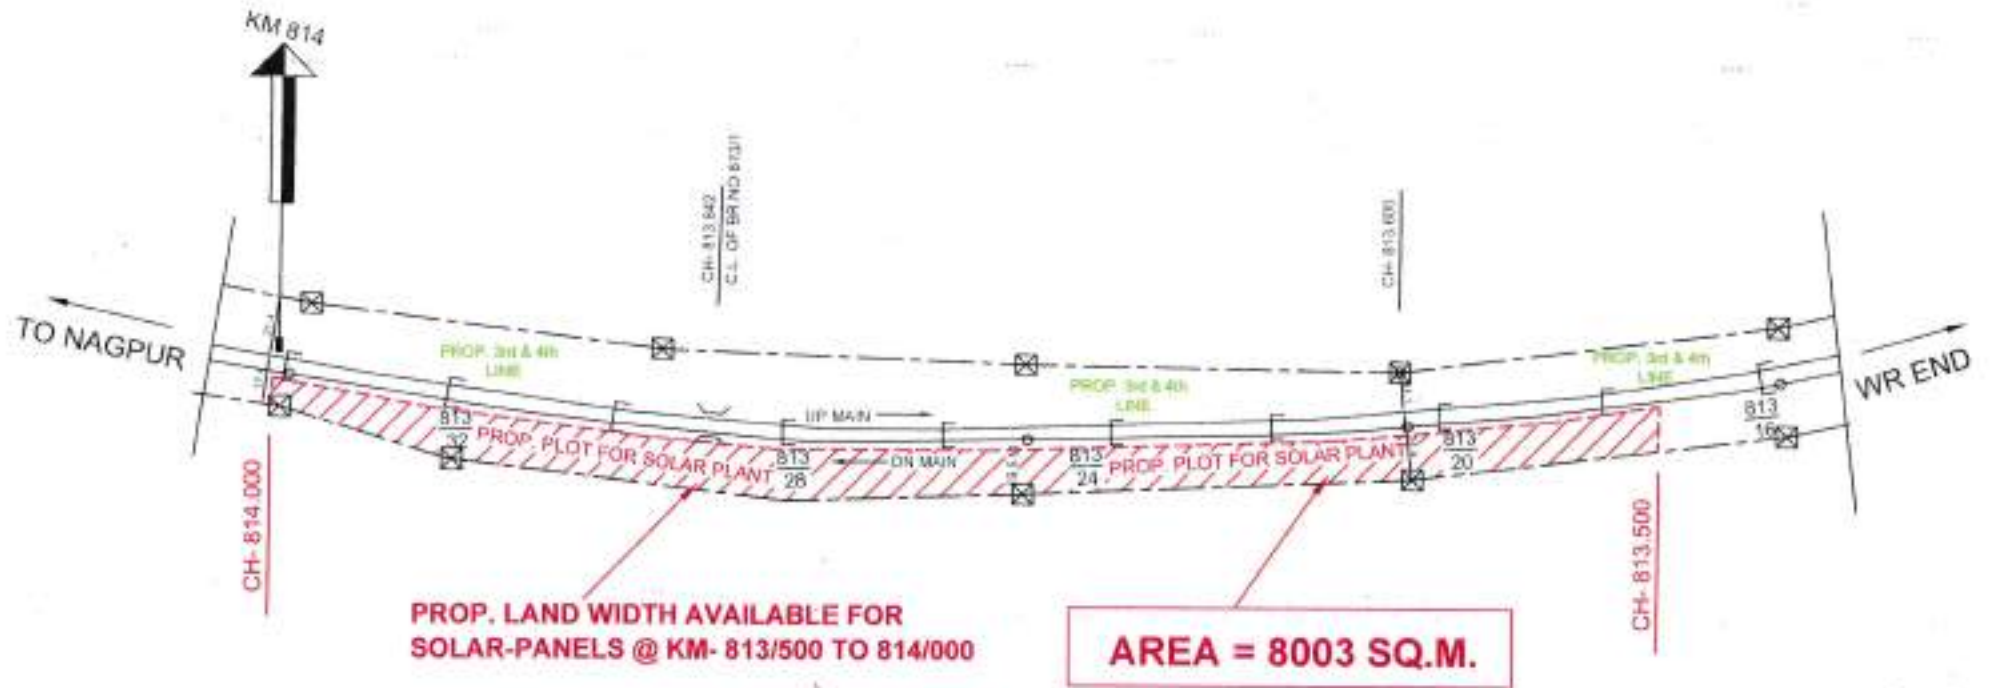 KM 814
CH- 813.842
C.L. OF BR NO 813/1
CH- 813.600
TO NAGPUR
PROP. 3rd & 4th
LINE
PROP. 3rd & 4th
LINE
PROP. 3rd & 4th
LINE
WR END
UP MAIN
DN MAIN
813
32
PROP. PLOT FOR SOLAR PLANT
813
28
813
24
PROP. PLOT FOR SOLAR PLANT
813
20
813
16
CH- 814.000
CH- 813.500
PROP. LAND WIDTH AVAILABLE FOR
SOLAR-PANELS @ KM- 813/500 TO 814/000
AREA = 8003 SQ.M.